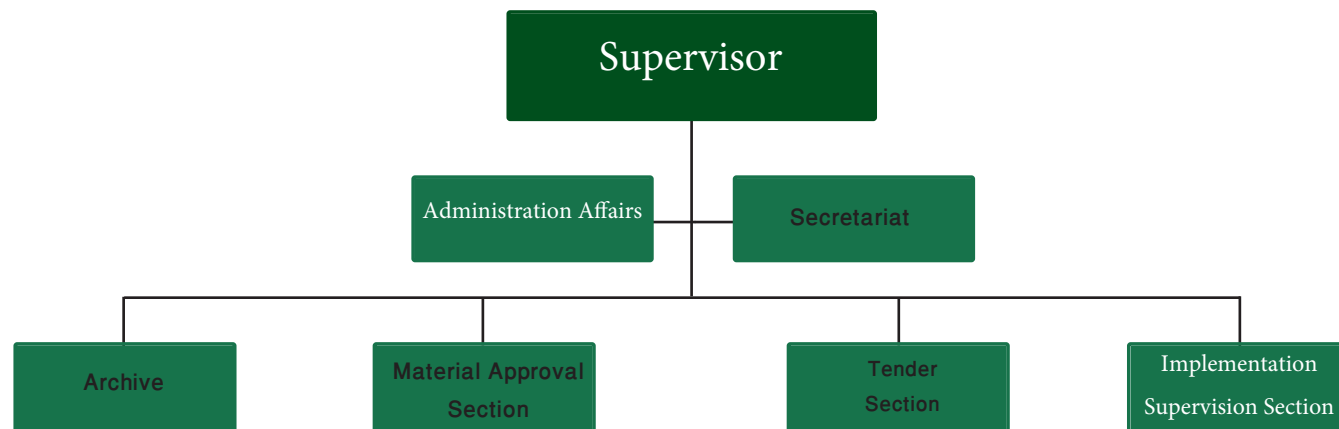 Supervisor
Administration Affairs
Secretariat
Archive
Material Approval
Section
Tender
Section
Implementation
Supervision Section